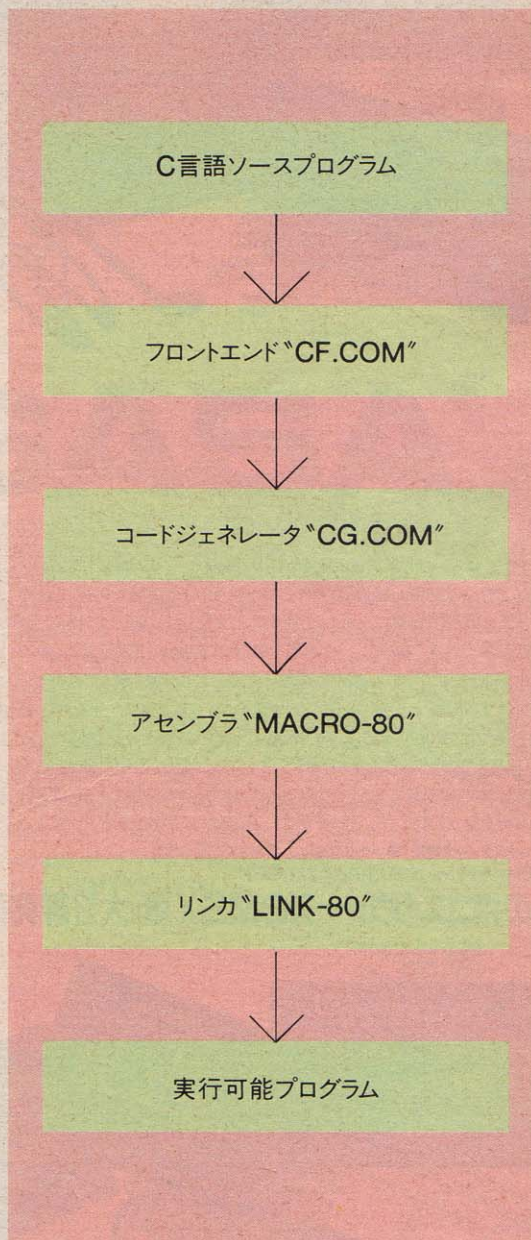 C言語ソースプログラム
フロントエンド〝CF.COM〟
コードジェネレータ〝CG.COM〟
アセンブラ〝MACRO-80〟
リンカ〝LINK-80〟
実行可能プログラム